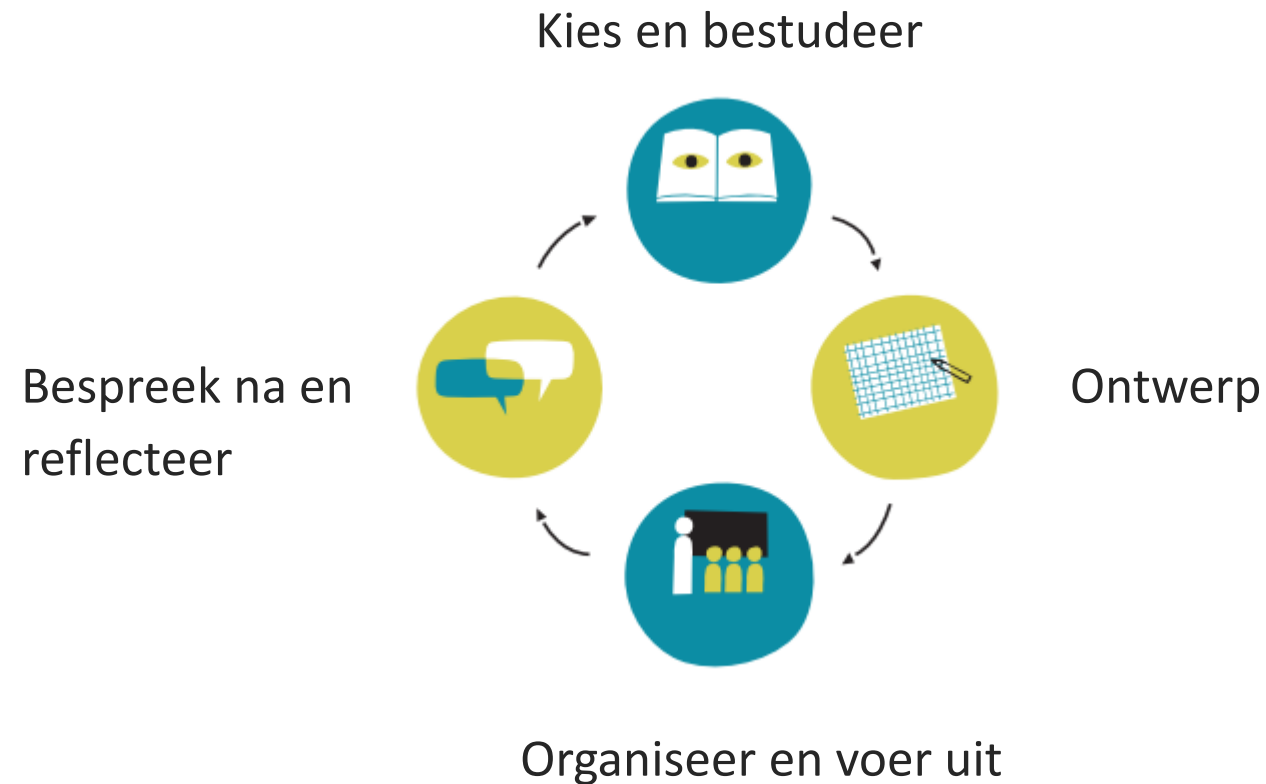 Kies en bestudeer
Ontwerp
Organiseer en voer uit
Bespreek na en
reflecteer